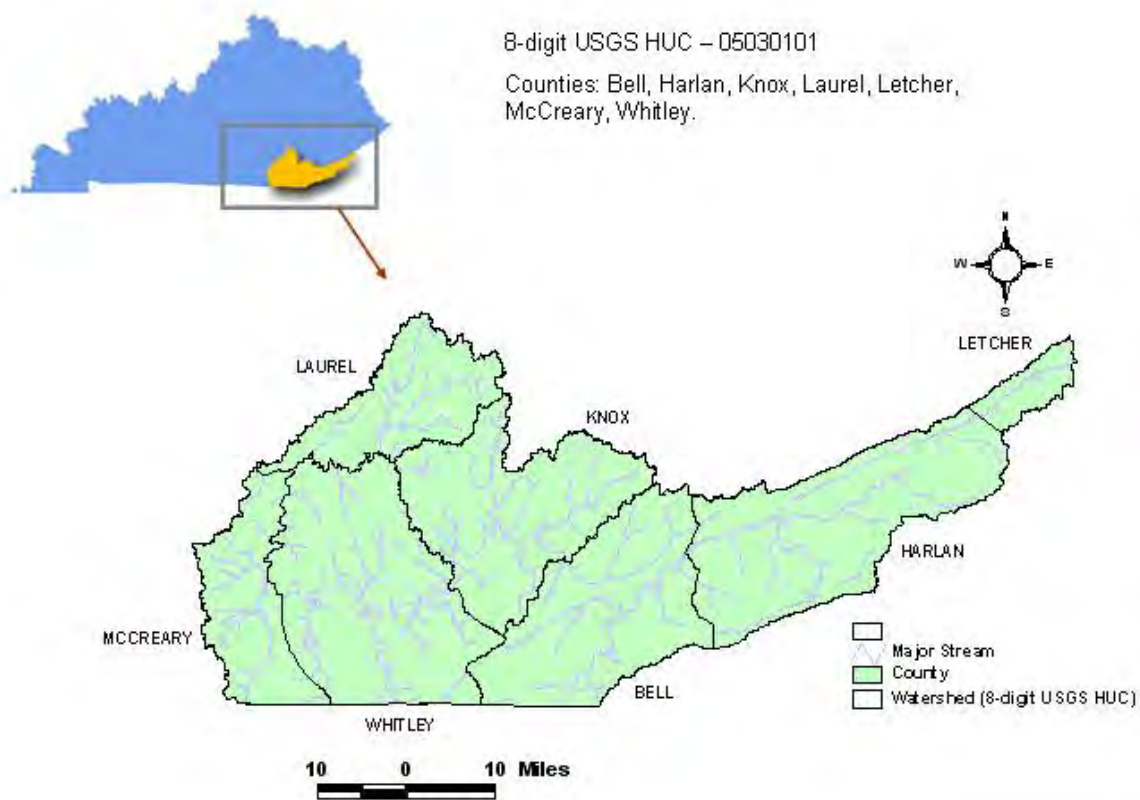 8-digit USGS HUC – 05030101
Counties: Bell, Harlan, Knox, Laurel, Letcher,
McCreary, Whitley.
N
W E
S
LETCHER
LAUREL
KNOX
HARLAN
MCCREARY
BELL
WHITLEY
Major Stream
County
Watershed (8-digit USGS HUC)
10 0 10 Miles